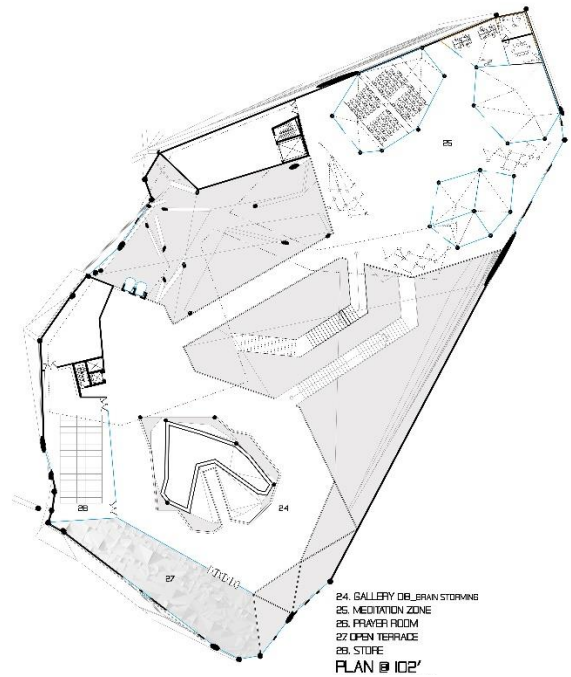 25
24
28
27
24. GALLERY 08_BRAIN STORMING
25. MEDITATION ZONE
26. PRAYER ROOM
27. OPEN TERRACE
28. STORE
PLAN @ 102'